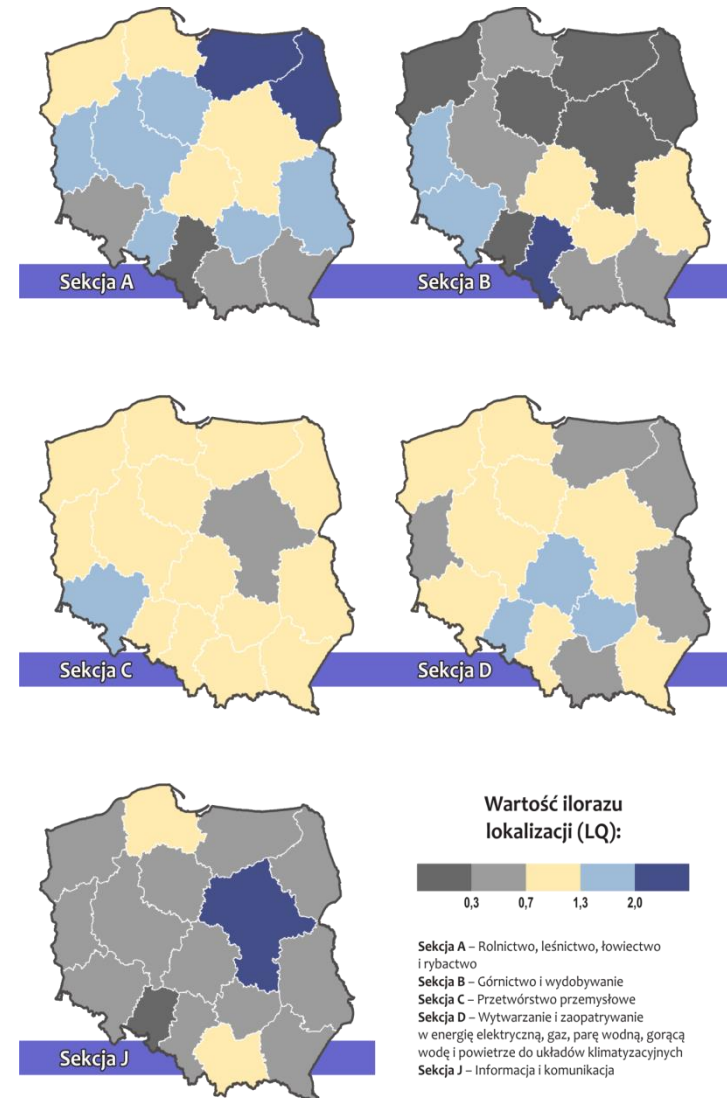 Sekcja A
Sekcja B
Sekcja C
Sekcja D
Sekcja J
Wartość ilorazu
lokalizacji (LQ):
0,3 0,7 1,3 2,0
Sekcja A – Rolnictwo, leśnictwo, łowiectwo
i rybactwo
Sekcja B – Górnictwo i wydobywanie
Sekcja C – Przetwórstwo przemysłowe
Sekcja D – Wytwarzanie i zaopatrywanie
w energię elektryczną, gaz, parę wodną, gorącą
wodę i powietrze do układów klimatyzacyjnych
Sekcja J – Informacja i komunikacja